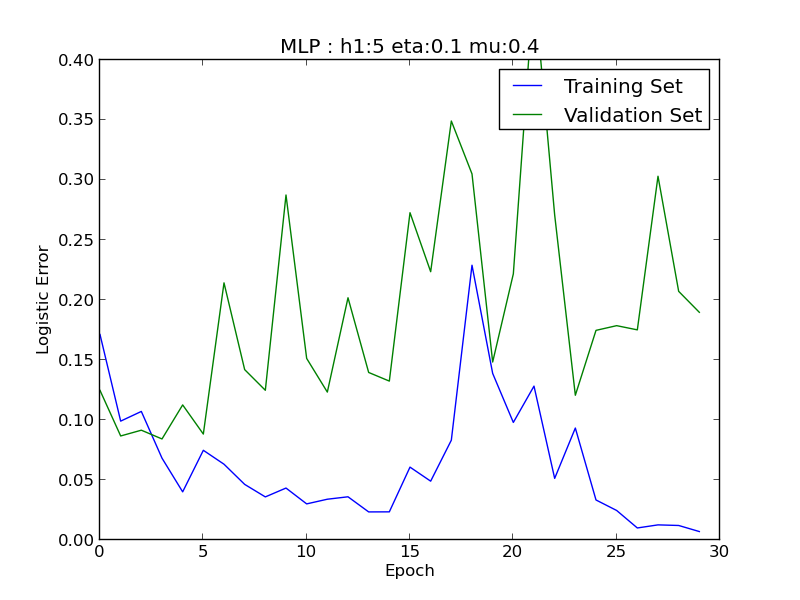 MLP : h1:5 eta:0.1 mu:0.4
0.40
0.35
0.30
0.25
0.20
0.15
0.10
0.05
0.00
Logistic Error
Training Set
Validation Set
0 5 10 15 20 25 30
Epoch